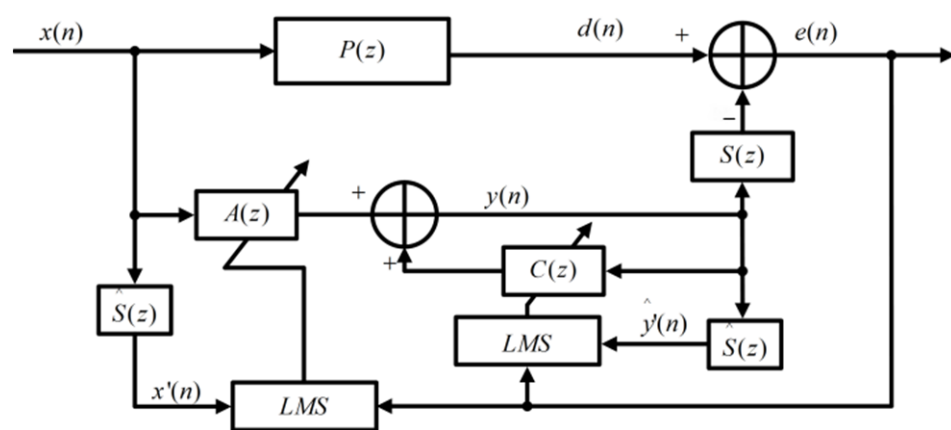 x(n)
P(z)
d(n)
+
e(n)
−
S(z)
A(z)
+
y(n)
+
C(z)
Ŝ(z)
LMS
ŷ'(n)
Ŝ(z)
x'(n)
LMS